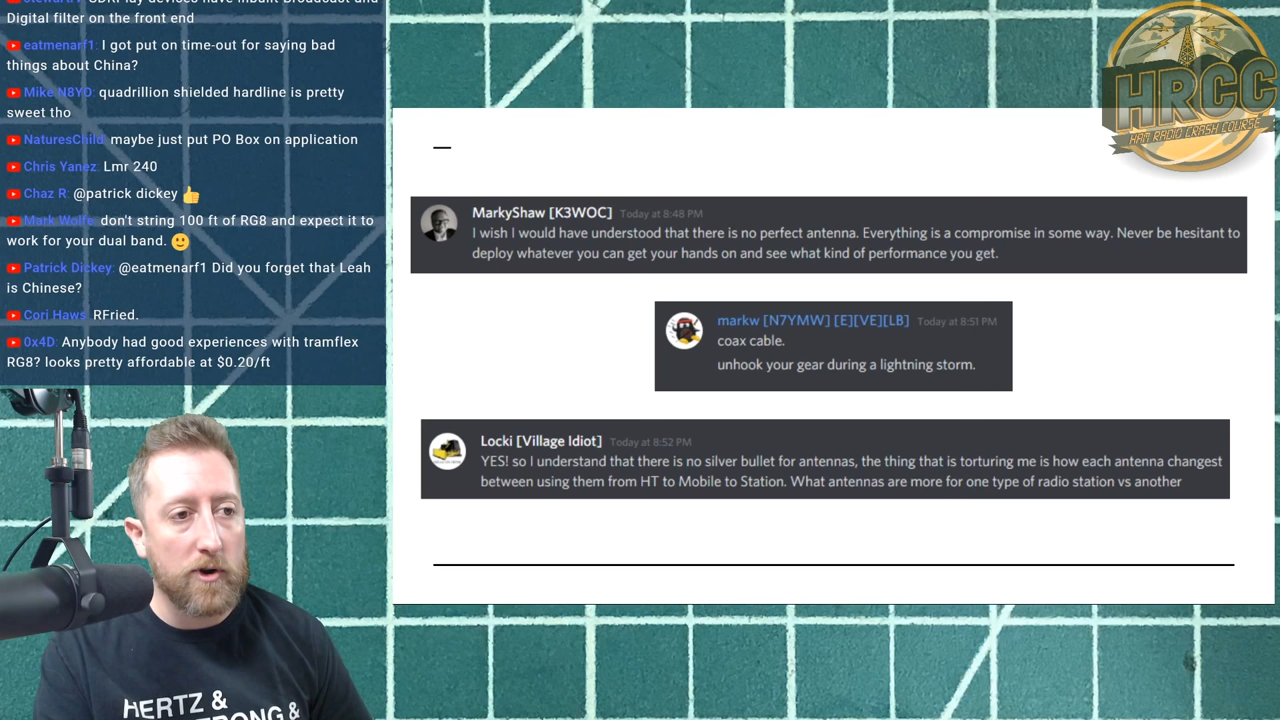 Digital filter on the front end
eatmenarf1: I got put on time-out for saying bad
things about China?
Mike N8YD: quadrillion shielded hardline is pretty
sweet tho
NaturesChild: maybe just put PO Box on application
Chris Yanez: Lmr 240
Chaz R: @patrick dickey 👍
Mark Wolfe: don't string 100 ft of RG8 and expect it to
work for your dual band. 🙂
Patrick Dickey: @eatmenarf1 Did you forget that Leah
is Chinese?
Cori Haws: RFried.
0x4D: Anybody had good experiences with tramflex
RG8? looks pretty affordable at $0.20/ft
HRCC
HAM RADIO CRASH COURSE
MarkyShaw [K3WOC] Today at 8:48 PM
I wish I would have understood that there is no perfect antenna. Everything is a compromise in some way. Never be hesitant to
deploy whatever you can get your hands on and see what kind of performance you get.
markw [N7YMW] [E][VE][LB] Today at 8:51 PM
coax cable.
unhook your gear during a lightning storm.
Locki [Village Idiot] Today at 8:52 PM
YES! so I understand that there is no silver bullet for antennas, the thing that is torturing me is how each antenna changest
between using them from HT to Mobile to Station. What antennas are more for one type of radio station vs another
HERTZ &